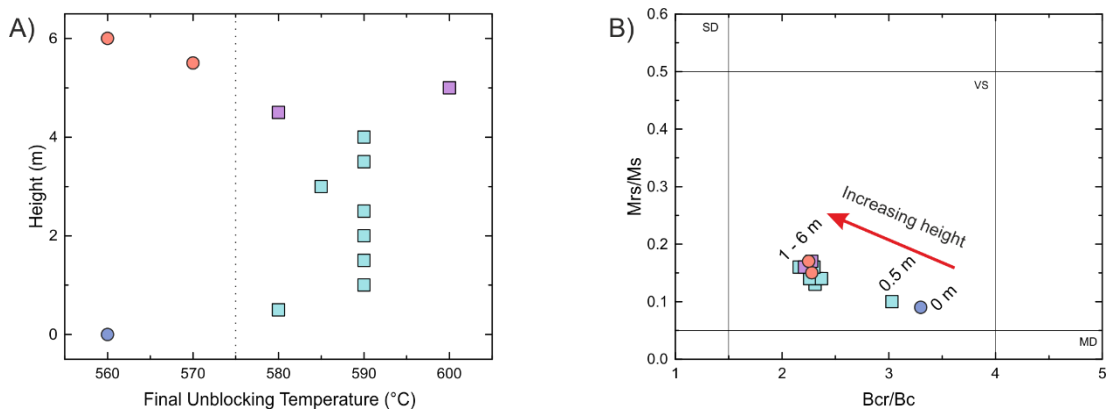 A)
6
4
2
0
Height (m)
560
570
580
590
600
Final Unblocking Temperature (°C)
B)
0.6
0.5
0.4
0.3
0.2
0.1
0.0
Mrs/Ms
SD
VS
MD
Increasing height
1 - 6 m
0.5 m
0 m
1
2
3
4
5
Bcr/Bc